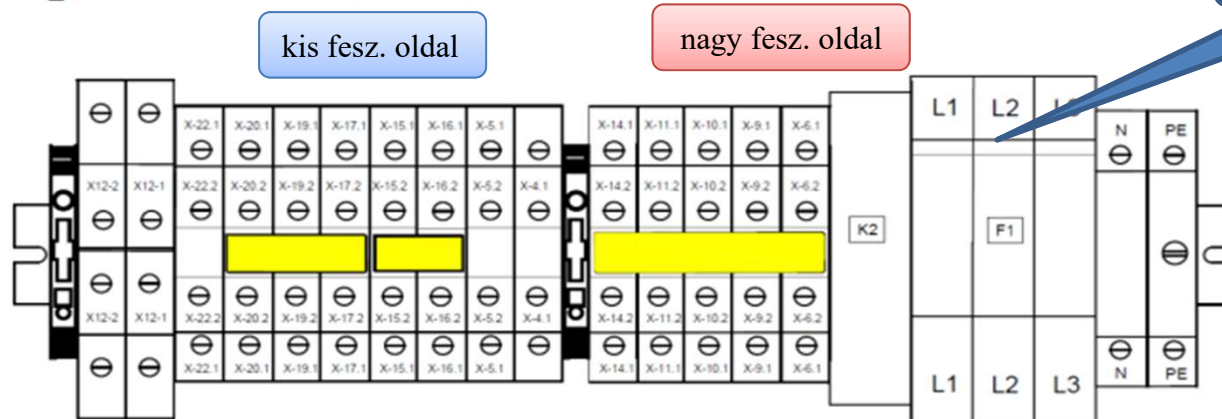 kis fesz. oldal
nagy fesz. oldal
L1 L2
X-22.1 X-20.1 X-19.1 X-17.1 X-15.1 X-16.1 X-5.1 X-14.1 X-11.1 X-10.1 X-9.1 X-6.1 N PE
X12-2 X12-1 X-22.2 X-20.2 X-19.2 X-17.2 X-15.2 X-16.2 X-5.2 X-4.1 X-14.2 X-11.2 X-10.2 X-9.2 X-6.2
K2 F1
X12-2 X12-1 X-22.2 X-20.2 X-19.2 X-17.2 X-15.2 X-16.2 X-5.2 X-4.1 X-14.2 X-11.2 X-10.2 X-9.2 X-6.2
X-22.1 X-20.1 X-19.1 X-17.1 X-15.1 X-16.1 X-5.1 X-14.1 X-11.1 X-10.1 X-9.1 X-6.1 N PE
L1 L2 L3